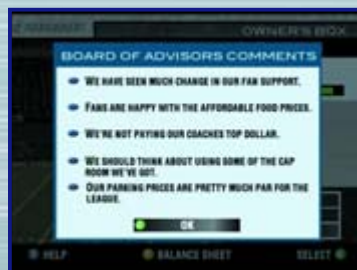 OWNER'S BOX
BOARD OF ADVISORS COMMENTS
WE HAVE SEEN MUCH CHANGE IN OUR FAN SUPPORT.
FANS ARE HAPPY WITH THE AFFORDABLE FOOD PRICES.
WE'RE NOT PAYING OUR COACHES TOP DOLLAR.
WE SHOULD THINK ABOUT USING SOME OF THE CAP
ROOM WE'VE GOT.
OUR PARKING PRICES ARE PRETTY MUCH PAR FOR THE
LEAGUE.
OK
HELP
BALANCE SHEET
SELECT